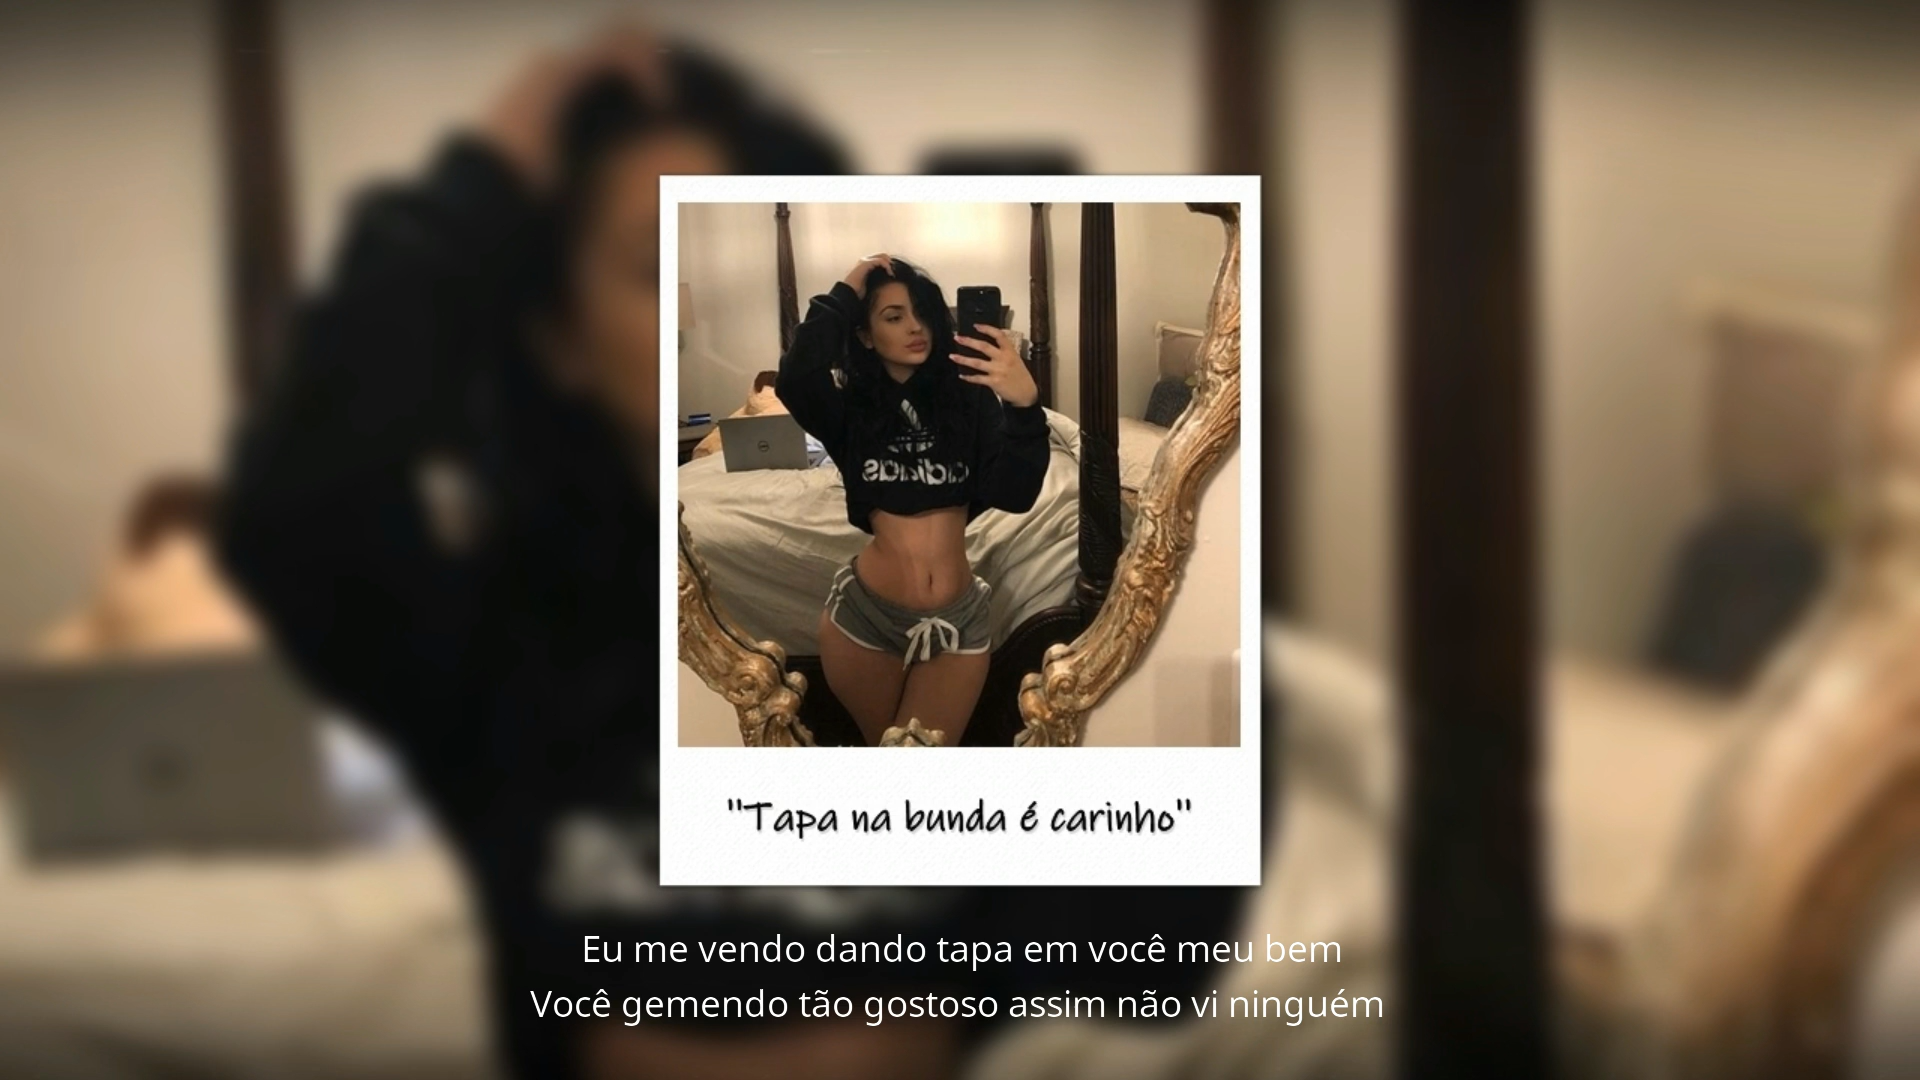 adidas
"Tapa na bunda é carinho"
Eu me vendo dando tapa em você meu bem
Você gemendo tão gostoso assim não vi ninguém